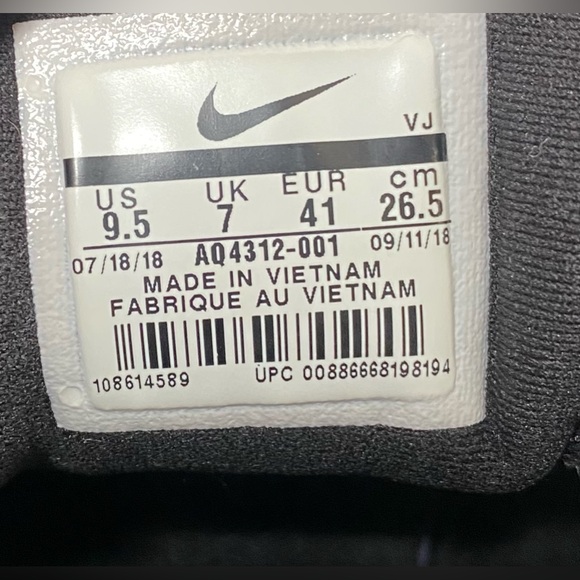 VJ
US UK EUR cm
9.5 7 41 26.5
07/18/18 AQ4312-001 09/11/18
MADE IN VIETNAM
FABRIQUE AU VIETNAM
108614589 UPC 00886668198194